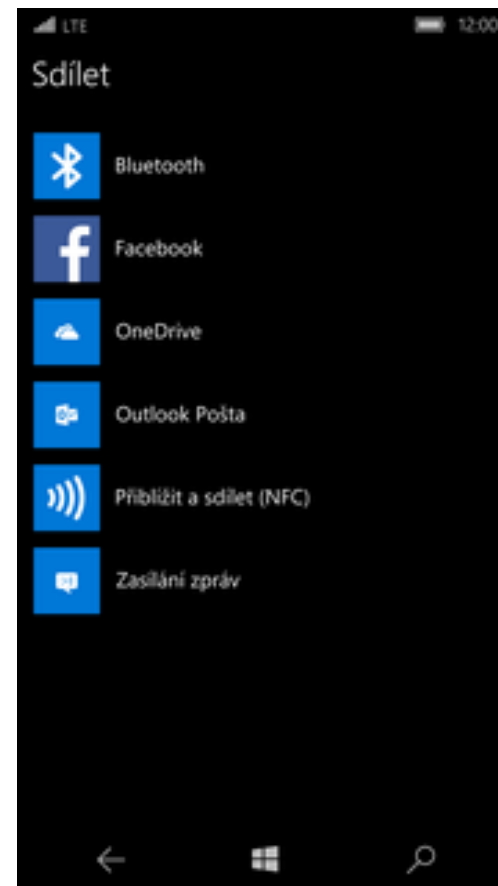 LTE 12:00
Sdílet
Bluetooth
Facebook
OneDrive
Outlook Pošta
Přiblížit a sdílet (NFC)
Zasílání zpráv